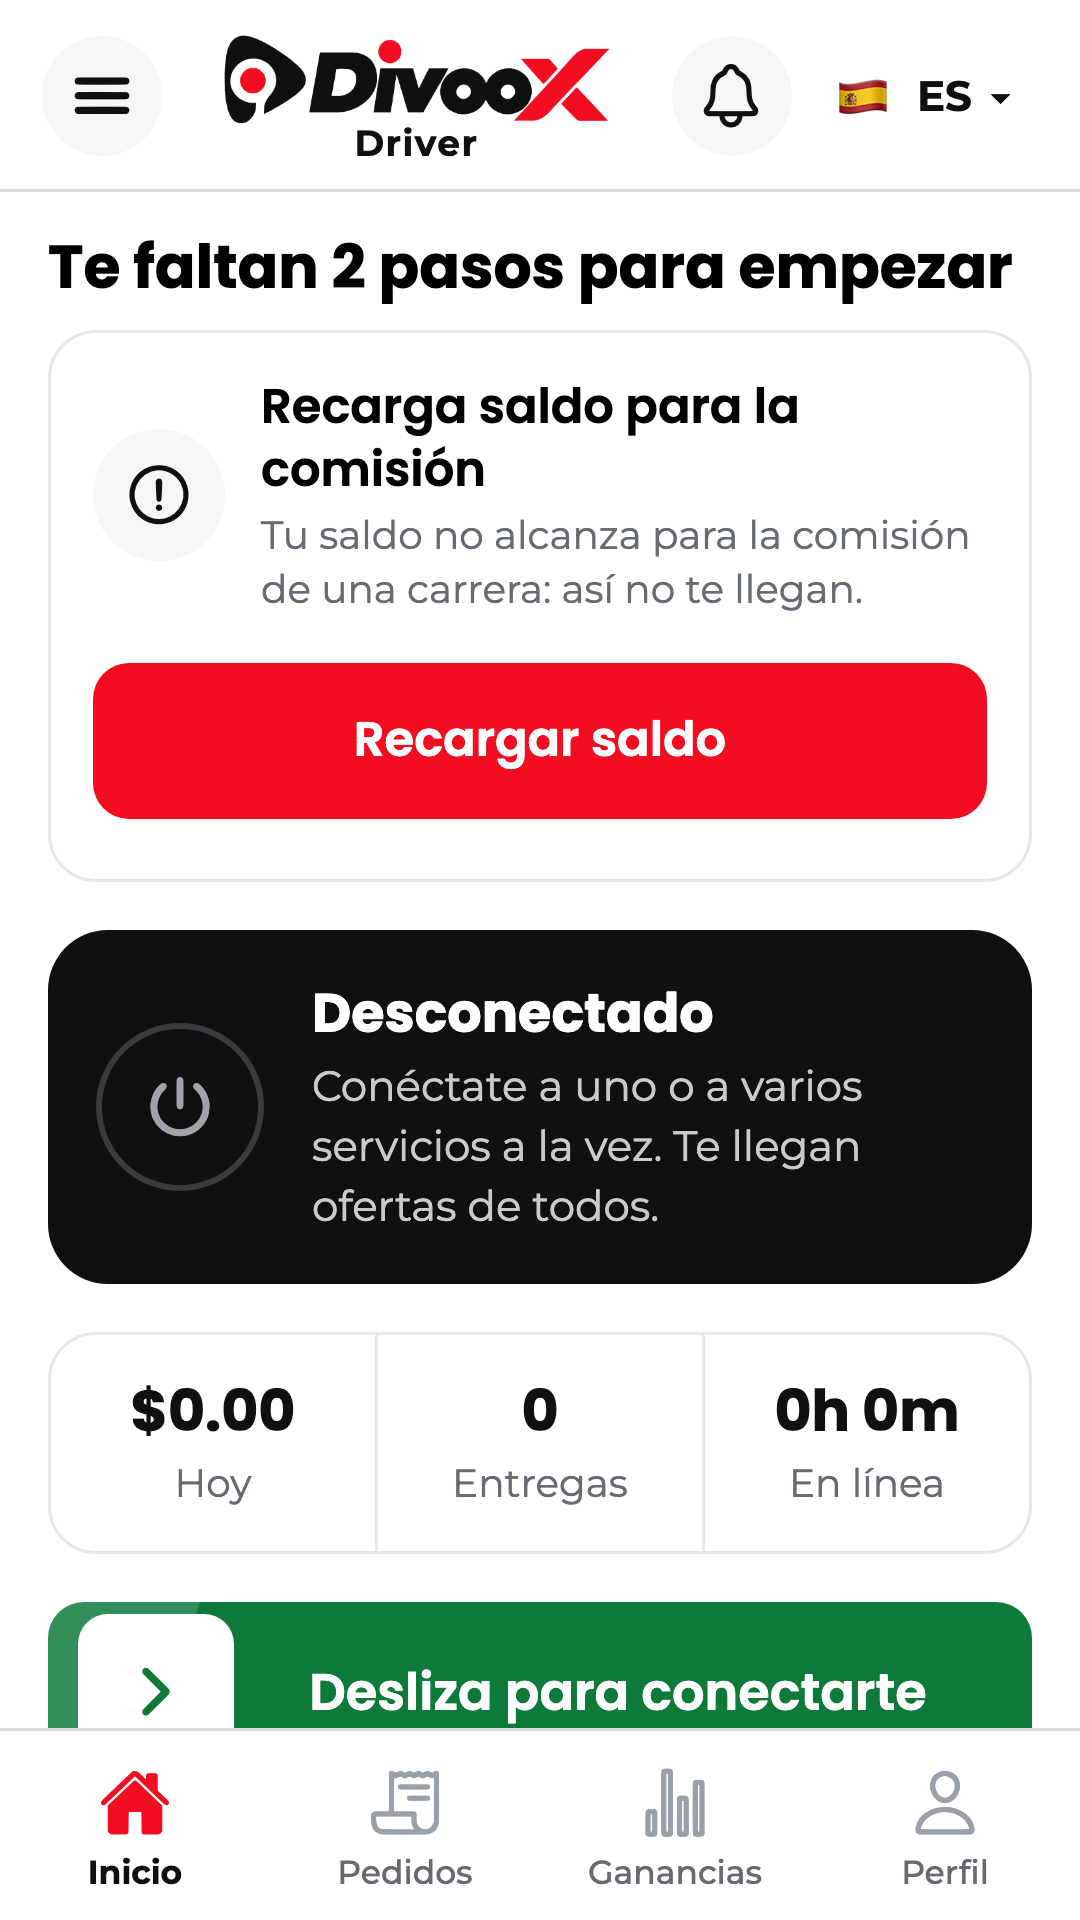 DivooX
Driver
ES
Te faltan 2 pasos para empezar
Recarga saldo para la
comisión
Tu saldo no alcanza para la comisión
de una carrera: así no te llegan.
Recargar saldo
Desconectado
Conéctate a uno o a varios
servicios a la vez. Te llegan
ofertas de todos.
$0.00 0 0h 0m
Hoy Entregas En línea
Desliza para conectarte
Inicio Pedidos Ganancias Perfil